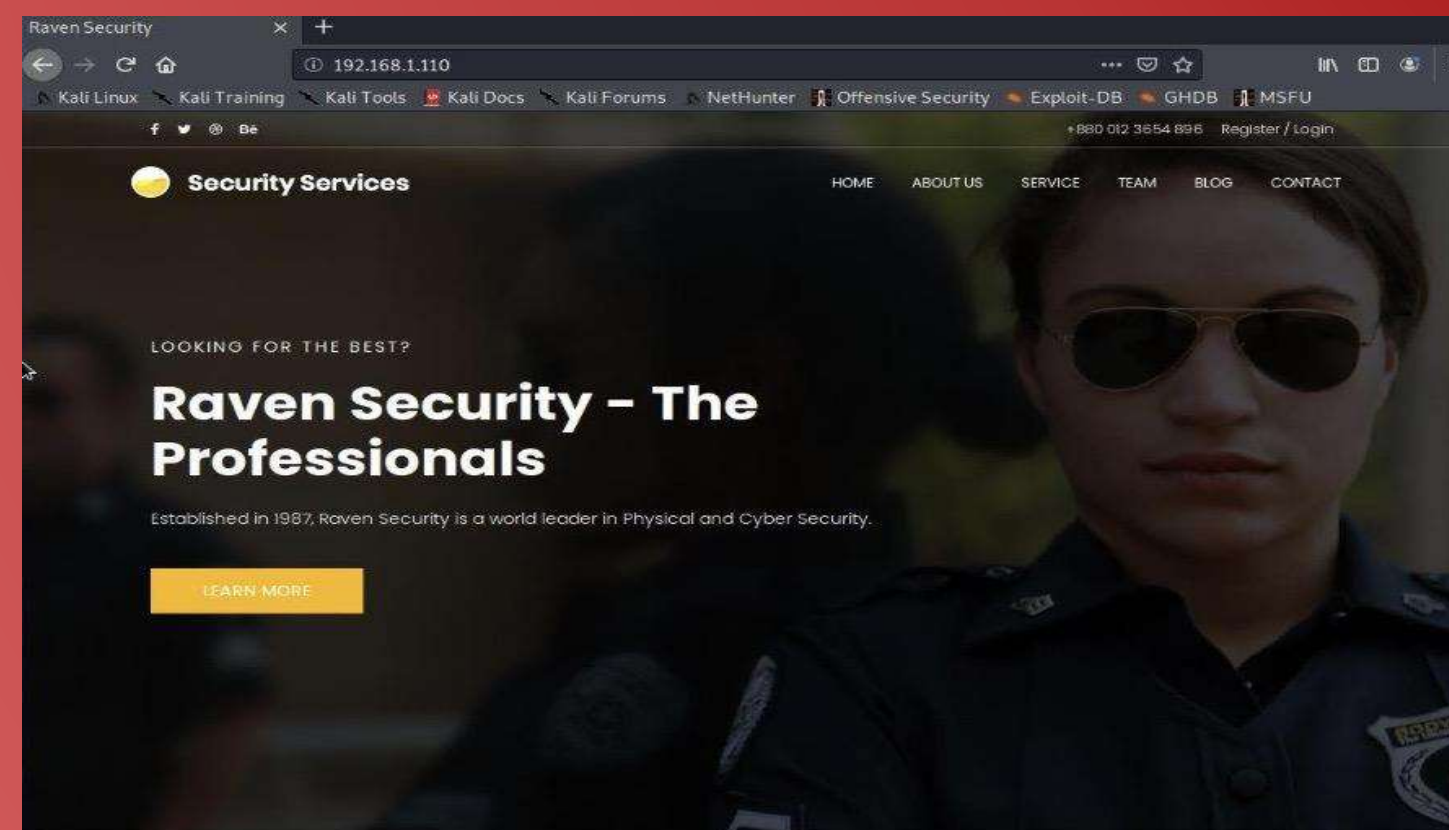 Raven Security
192.168.1.110
Kali Linux Kali Training Kali Tools Kali Docs Kali Forums NetHunter Offensive Security Exploit-DB GHDB MSFU
Bē +880 012 3654 896 Register / Login
Security Services HOME ABOUT US SERVICE TEAM BLOG CONTACT
LOOKING FOR THE BEST?
Raven Security - The
Professionals
Established in 1987, Raven Security is a world leader in Physical and Cyber Security.
LEARN MORE